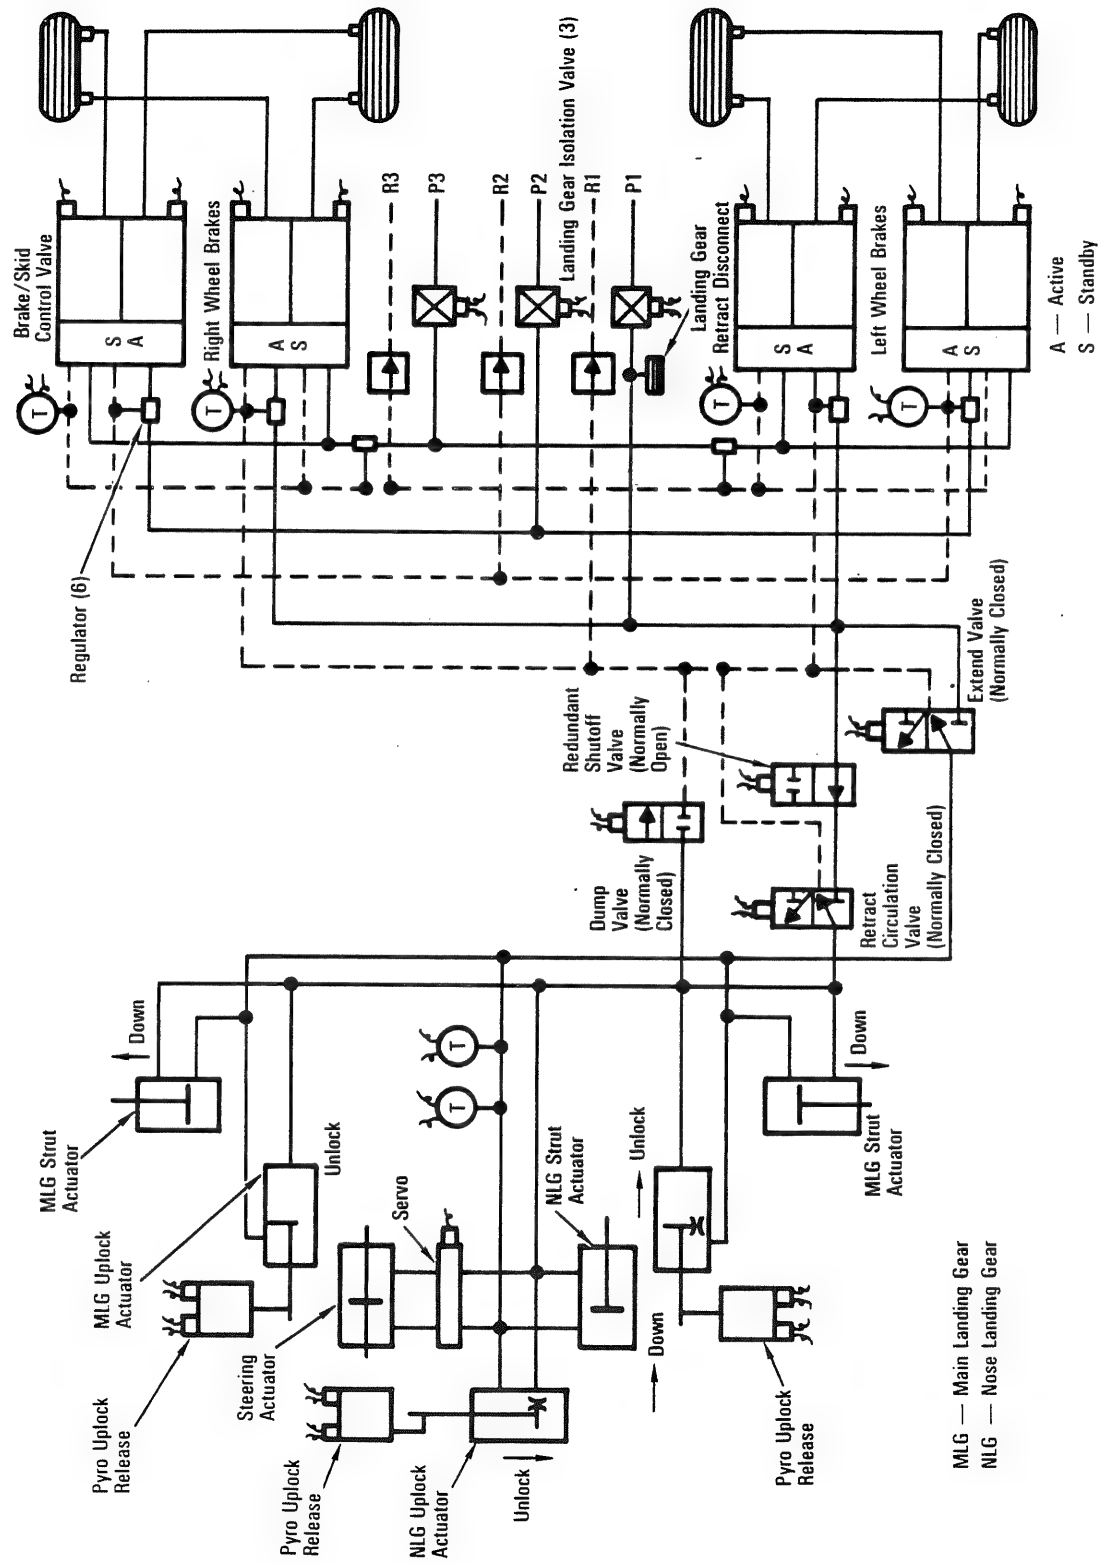 Brake/Skid
Control Valve
Right Wheel Brakes
Landing Gear Isolation Valve (3)
R3
P3
R2
P2
R1
P1
Landing Gear
Retract Disconnect
Left Wheel Brakes
A — Active
S — Standby
S
A
A
S
S
A
A
S
T
T
T
T
Regulator (6)
Redundant
Shutoff
Valve
(Normally
Open)
Extend Valve
(Normally Closed)
Dump
Valve
(Normally
Closed)
Retract
Circulation
Valve
(Normally Closed)
MLG Strut
Actuator
Down
MLG Uplock
Actuator
Unlock
T
T
Servo
NLG Strut
Actuator
Unlock
Down
MLG Strut
Actuator
Pyro Uplock
Release
Steering
Actuator
Down
Pyro Uplock
Release
NLG Uplock
Actuator
Unlock
Pyro Uplock
Release
MLG — Main Landing Gear
NLG — Nose Landing Gear